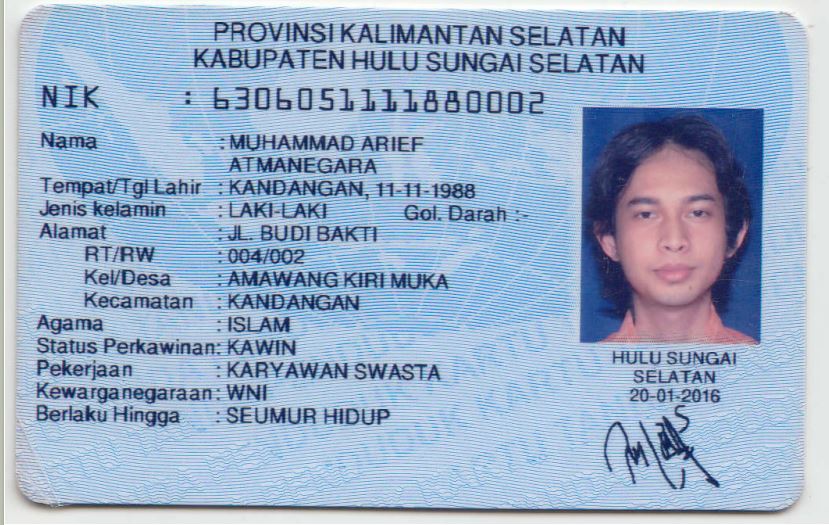 PROVINSI KALIMANTAN SELATAN
KABUPATEN HULU SUNGAI SELATAN
NIK : 6306051111880002
Nama : MUHAMMAD ARIEF
ATMANEGARA
Tempat/Tgl Lahir : KANDANGAN, 11-11-1988
Jenis kelamin : LAKI-LAKI Gol. Darah :-
Alamat : JL. BUDI BAKTI
RT/RW : 004/002
Kel/Desa : AMAWANG KIRI MUKA
Kecamatan : KANDANGAN
Agama : ISLAM
Status Perkawinan: KAWIN
Pekerjaan : KARYAWAN SWASTA
Kewarganegaraan: WNI
Berlaku Hingga : SEUMUR HIDUP
HULU SUNGAI
SELATAN
20-01-2016